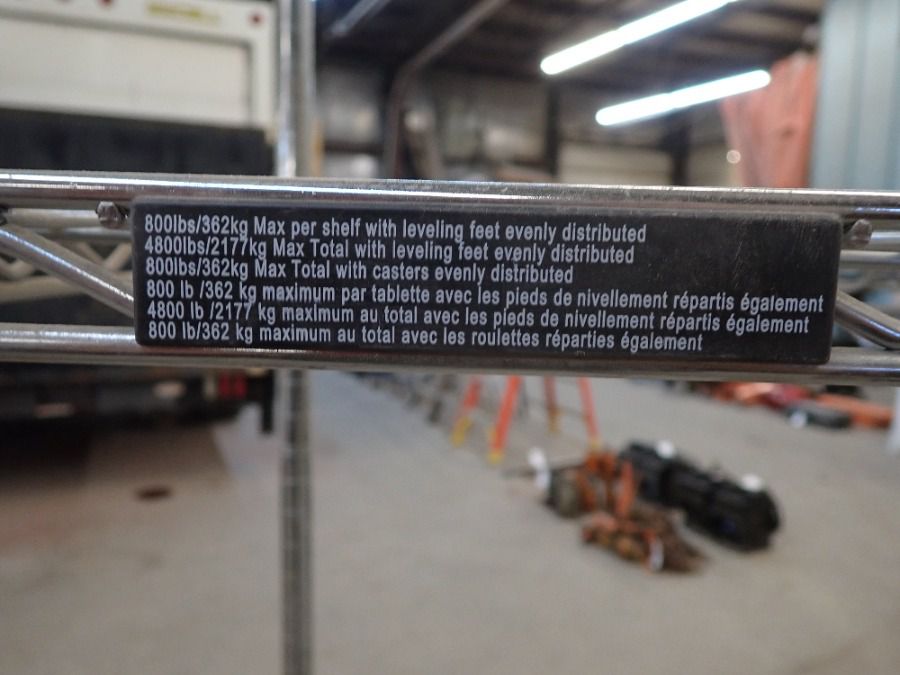 800lbs/362kg Max per shelf with leveling feet evenly distributed
4800lbs/2177kg Max Total with leveling feet evenly distributed
800lbs/362kg Max Total with casters evenly distributed
800 lb /362 kg maximum par tablette avec les pieds de nivellement répartis également
4800 lb /2177 kg maximum au total avec les pieds de nivellement répartis également
800 lb/362 kg maximum au total avec les roulettes réparties également